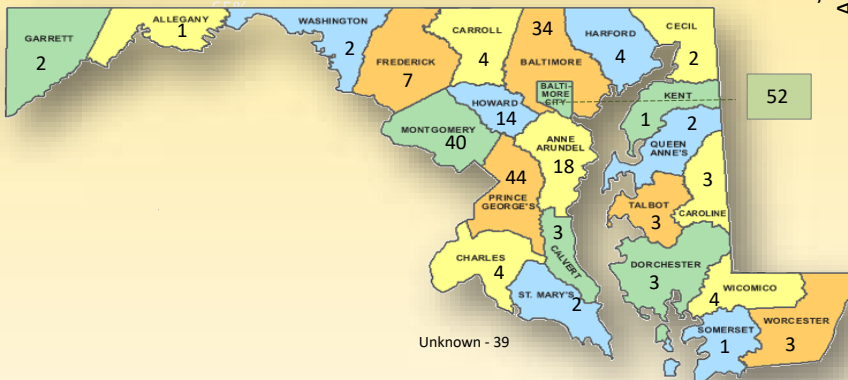 GARRETT
2
ALLEGANY
1
WASHINGTON
2
FREDERICK
7
CARROLL
4
34
BALTIMORE
HARFORD
4
CECIL
2
BALTI-
MORE
CITY
52
KENT
1
HOWARD
14
MONTGOMERY
40
ANNE
ARUNDEL
18
2
QUEEN
ANNE'S
44
PRINCE
GEORGE'S
3
CAROLINE
TALBOT
3
3
CALVERT
CHARLES
4
ST. MARY'S
2
DORCHESTER
3
WICOMICO
4
SOMERSET
1
WORCESTER
3
Unknown - 39